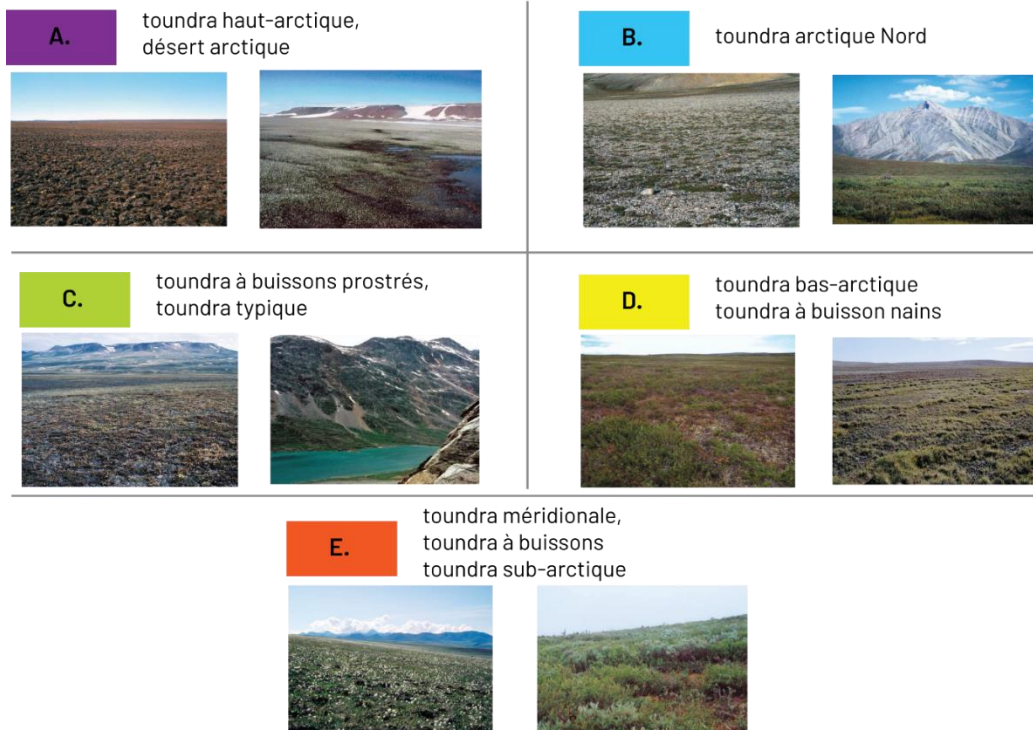 A.
toundra haut-arctique,
désert arctique
B.
toundra arctique Nord
C.
toundra à buissons prostrés,
toundra typique
D.
toundra bas-arctique
toundra à buisson nains
E.
toundra méridionale,
toundra à buissons
toundra sub-arctique